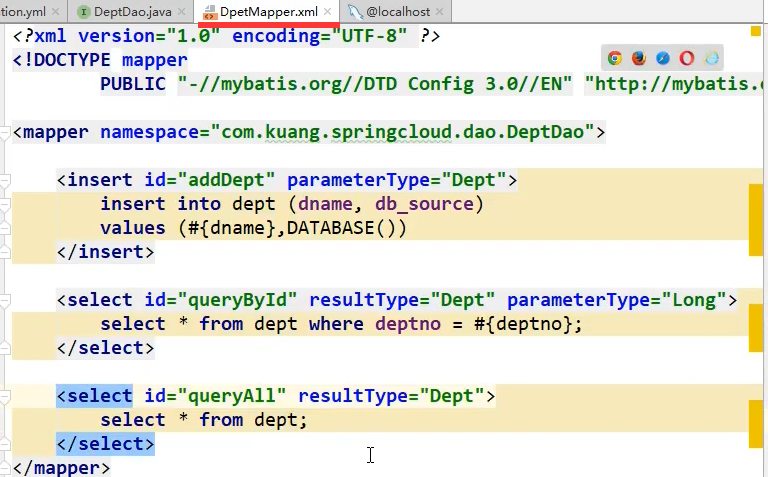 tion.yml DeptDao.java DpetMapper.xml @localhost
<?xml version="1.0" encoding="UTF-8" ?>
<!DOCTYPE mapper
PUBLIC "-//mybatis.org//DTD Config 3.0//EN" "http://mybatis.o
<mapper namespace="com.kuang.springcloud.dao.DeptDao">
<insert id="addDept" parameterType="Dept">
insert into dept (dname, db_source)
values (#{dname},DATABASE())
</insert>
<select id="queryById" resultType="Dept" parameterType="Long">
select * from dept where deptno = #{deptno};
</select>
<select id="queryAll" resultType="Dept">
select * from dept;
</select>
</mapper>